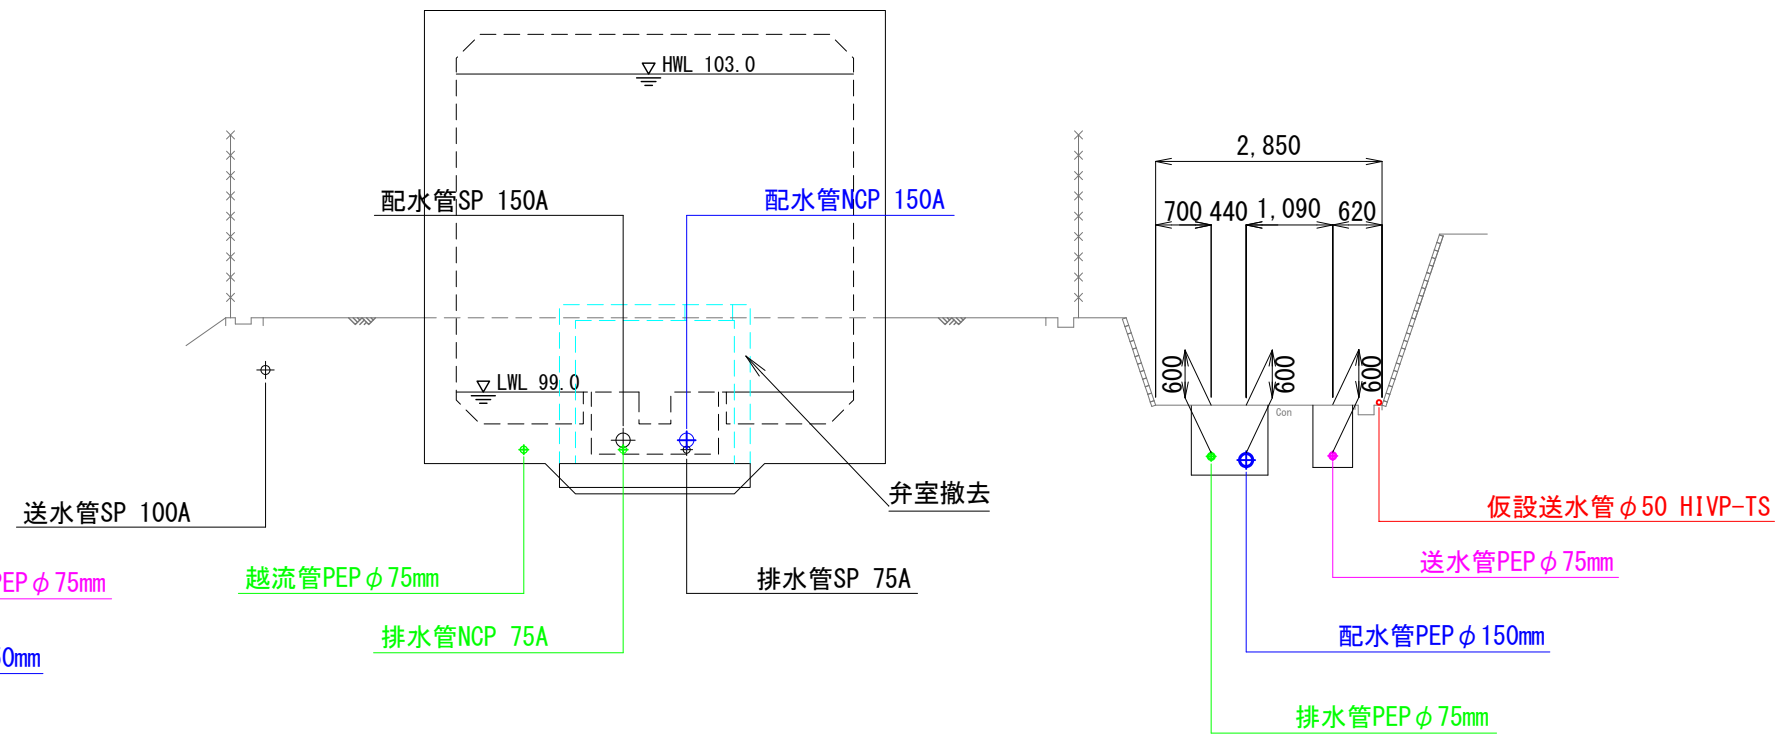 HWL 103.0
2,850
配水管SP 150A
配水管NCP 150A
700 440 1,090 620
600
600
600
LWL 99.0
Con
弁室撤去
送水管SP 100A
仮設送水管φ50 HIVP-TS
送水管PEPφ75mm
PEPφ75mm
越流管PEPφ75mm
排水管SP 75A
排水管NCP 75A
配水管PEPφ150mm
0mm
排水管PEPφ75mm